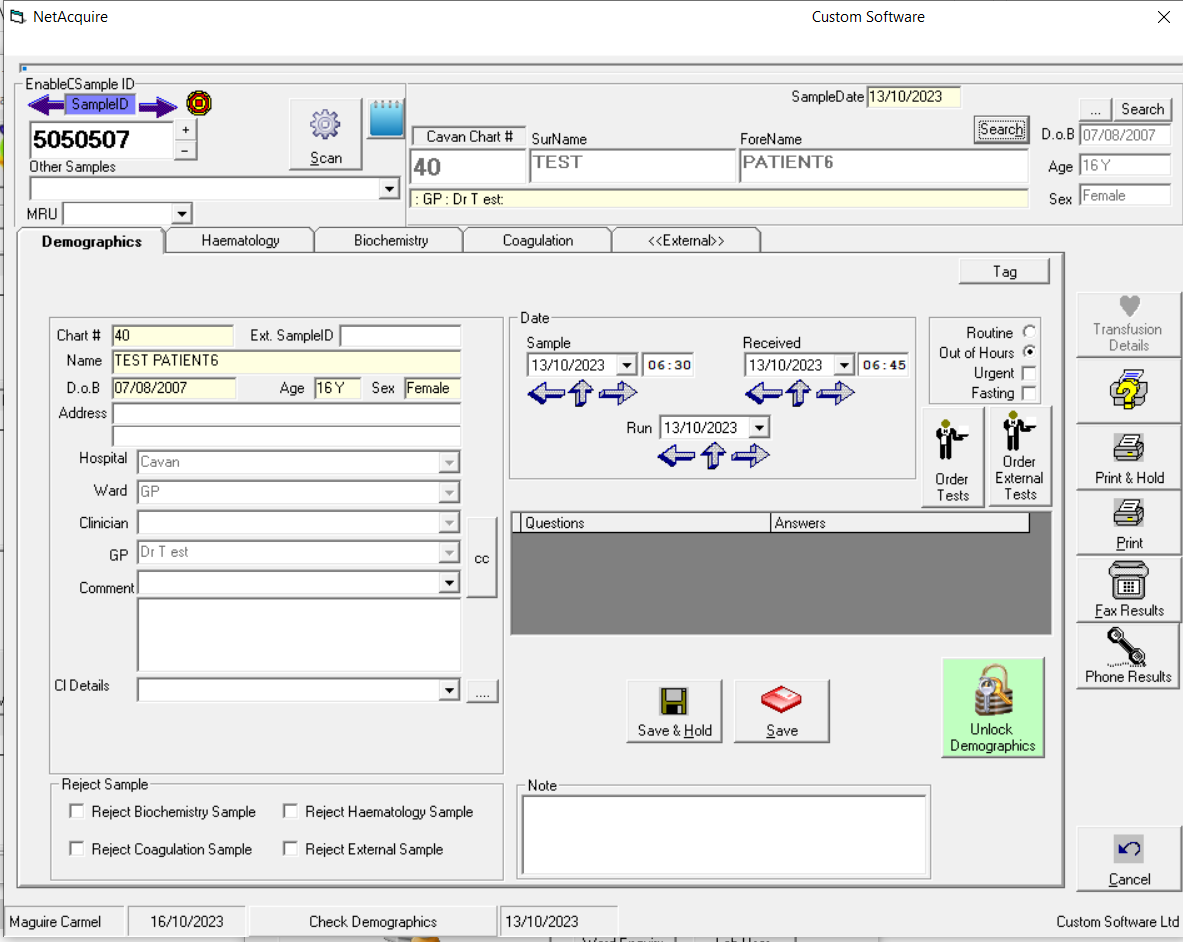 NetAcquire Custom Software
EnableCSample ID
SampleID
5050507
+
-
Scan
Other Samples
MRU
SampleDate 13/10/2023
Cavan Chart # SurName ForeName
Search
40 TEST PATIENT6
: GP : Dr T est:
... Search
D.o.B 07/08/2007
Age 16 Y
Sex Female
Demographics Haematology Biochemistry Coagulation <<External>>
Tag
Chart # 40 Ext. SampleID
Name TEST PATIENT6
D.o.B 07/08/2007 Age 16 Y Sex Female
Address
Hospital Cavan
Ward GP
Clinician
GP Dr T est
cc
Comment
CI Details
....
Date
Sample Received
13/10/2023 06:30 13/10/2023 06:45
Run 13/10/2023
Routine
Out of Hours
Urgent
Fasting
Order
Tests
Order
External
Tests
Questions Answers
Save & Hold Save
Unlock
Demographics
Reject Sample
Reject Biochemistry Sample Reject Haematology Sample
Reject Coagulation Sample Reject External Sample
Note
Transfusion
Details
Print & Hold
Print
Fax Results
Phone Results
Cancel
Maguire Carmel 16/10/2023 Check Demographics 13/10/2023 Custom Software Ltd